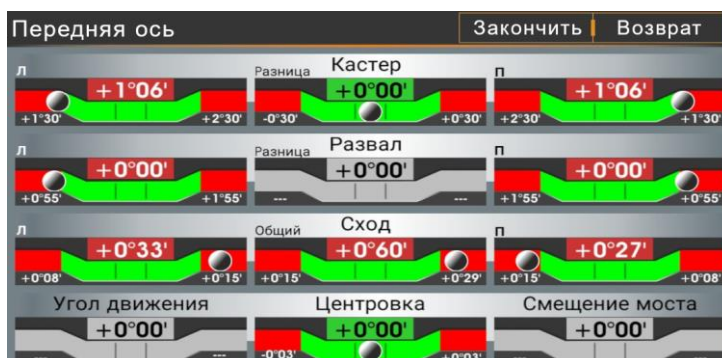 Передняя ось Закончить Возврат
Кастер
Л Разница П
+1°06' +0°00' +1°06'
+1°30' +2°30' -0°30' +0°30' +2°30' +1°30'
Развал
Л Разница П
+0°00' +0°00' +0°00'
+0°55' +1°55' --- --- +1°55' +0°55'
Сход
Л Общий П
+0°33' +0°60' +0°27'
+0°08' +0°15' +0°15' +0°29' +0°15' +0°08'
Угол движения Центровка Смещение моста
+0°00' +0°00' +0°00'
--- --- -0°03' +0°03' --- ---